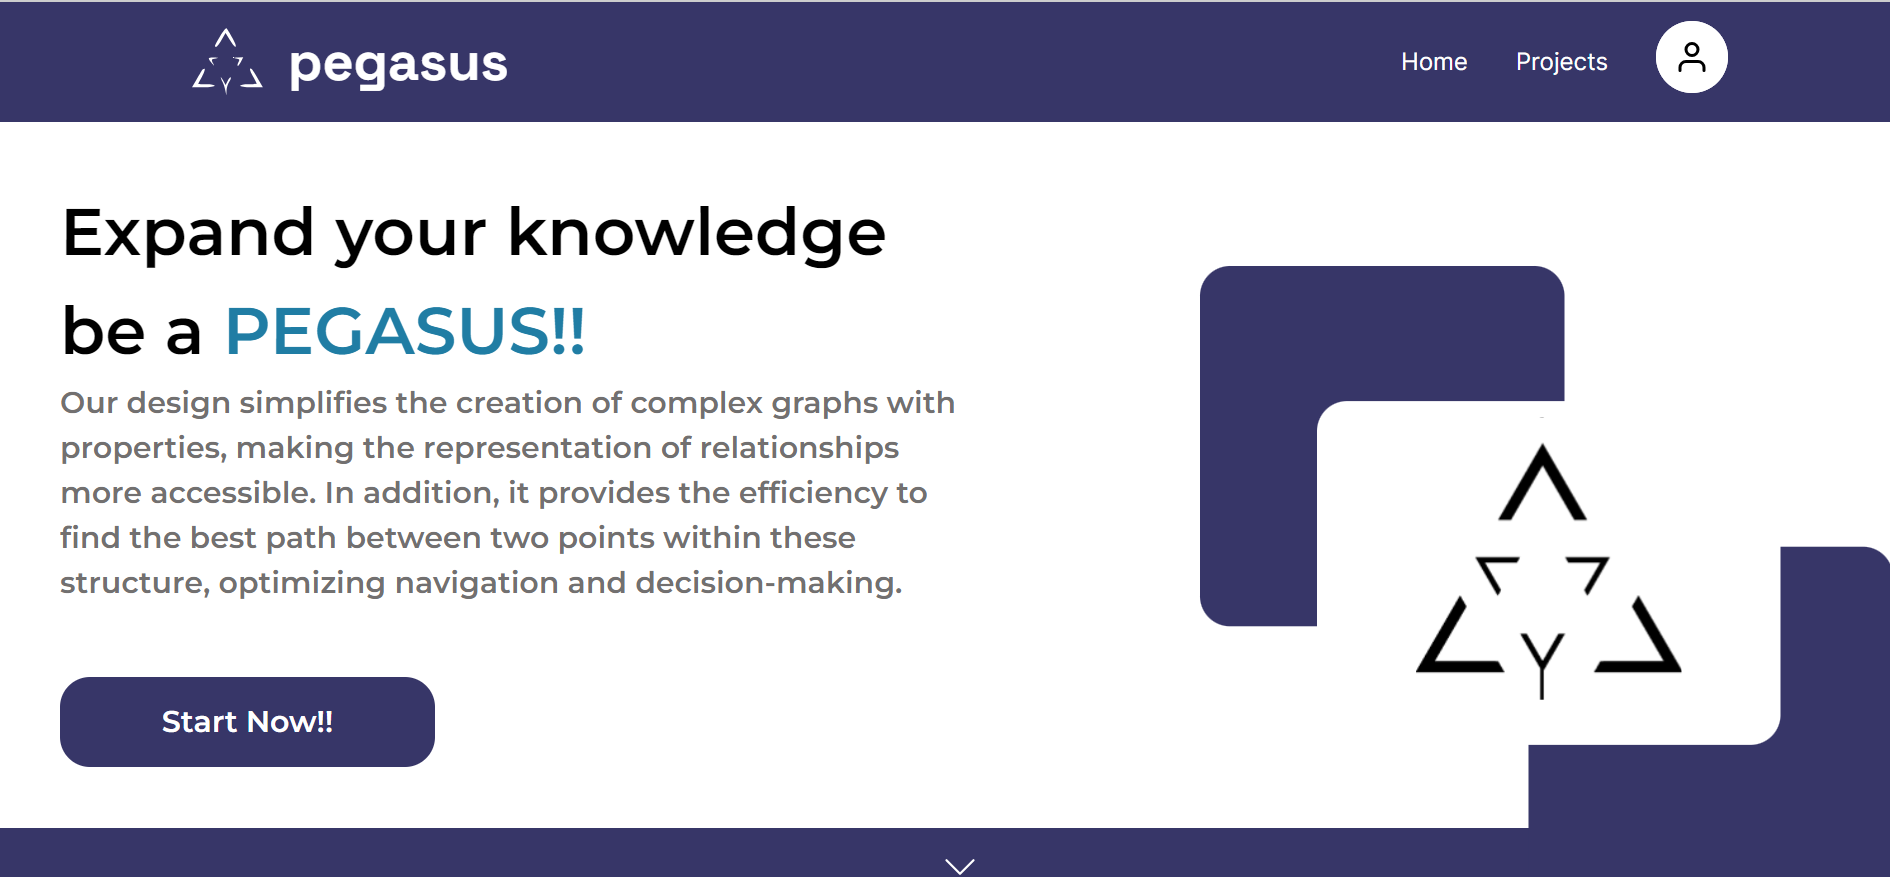 pegasus
Home
Projects
Expand your knowledge
be a PEGASUS!!
Our design simplifies the creation of complex graphs with
properties, making the representation of relationships
more accessible. In addition, it provides the efficiency to
find the best path between two points within these
structure, optimizing navigation and decision-making.
Start Now!!